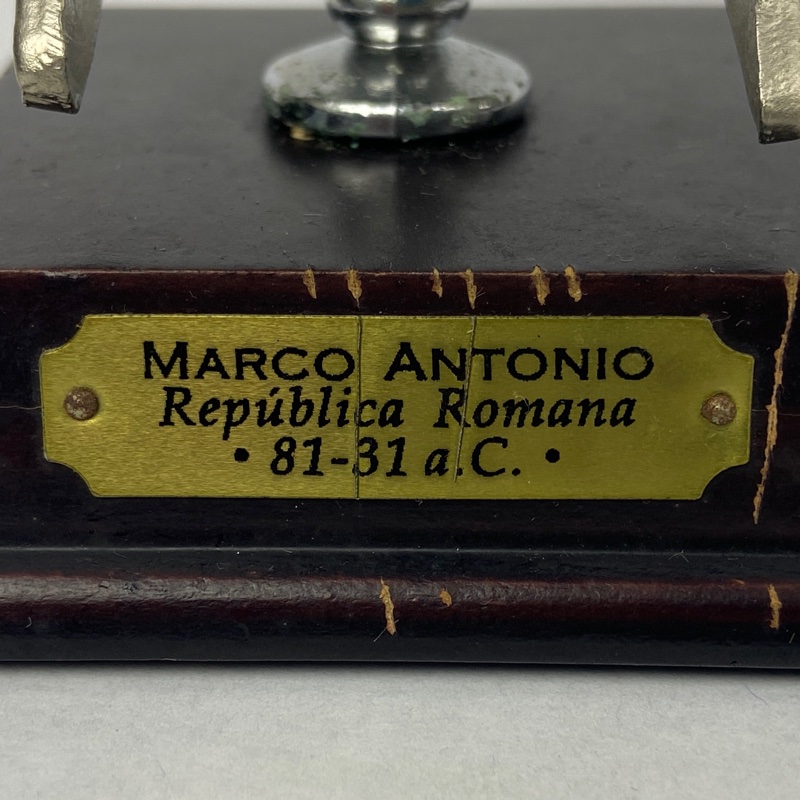 MARCO ANTONIO
República Romana
• 81-31 a.C. •